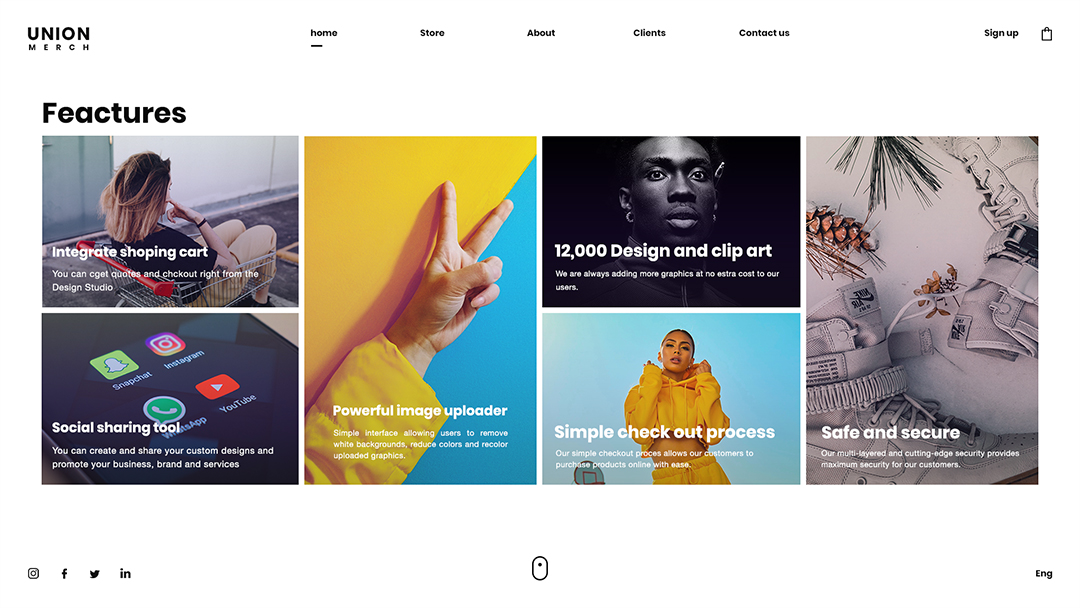 UNION
MERCH
home
Store
About
Clients
Contact us
Sign up
Feactures
Integrate shoping cart
You can cget quotes and chckout right from the
Design Studio
Snapchat
Instagram
WhatsApp
YouTube
Social sharing tool
You can create and share your custom designs and
promote your business, brand and services
Powerful image uploader
Simple interface allowing users to remove
white backgrounds, reduce colors and recolor
uploaded graphics.
12,000 Design and clip art
We are always adding more graphics at no estra cost to our
users.
Simple check out process
Our simple checkout proces allows our customers to
purchase products online with ease.
Safe and secure
Our multi-layered and cutting-edge security provides
maximum security for our customers.
Eng